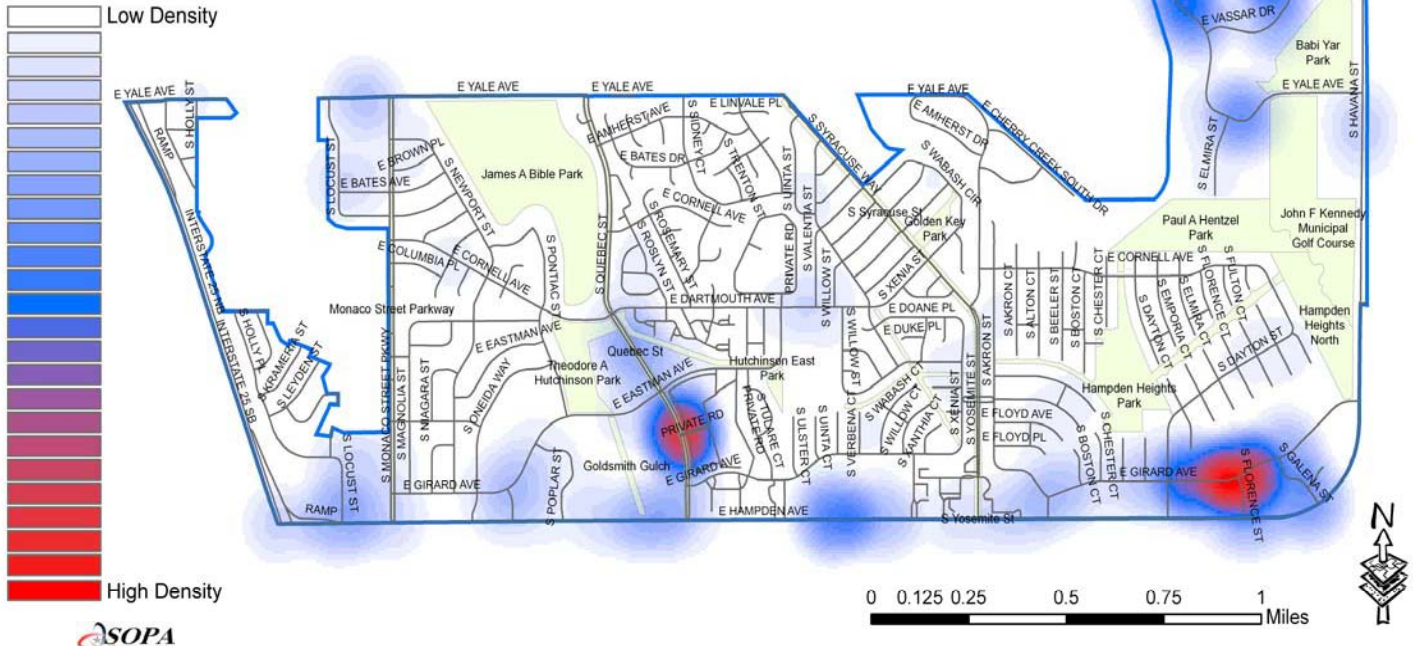 Low Density
High Density
SOPA
E VASSAR DR
Babi Yar
Park
E YALE AVE
S HAVANA ST
S ELMIRA ST
E YALE AVE
E YALE AVE
E YALE AVE
E YALE AVE
S HOLLY ST
RAMP
S LOCUST ST
E BROWN PL
E BATES AVE
S NEWPORT ST
James A Bible Park
E AMHERST AVE
S SIDNEY CT
E LINVALE PL
E BATES DR
S TRENTON ST
S UINTA ST
S SYRACUSE WAY
E AMHERST DR
E CHERRY CREEK SOUTH DR
S WABASH CIR
E CORNELL AVE
S ROSEMARY ST
S ROSLYN ST
S QUEBEC ST
PRIVATE RD
S VALENTIA ST
S WILLOW ST
S Syracuse St
Golden Key
Park
Paul A Hentzel
Park
John F Kennedy
Municipal
Golf Course
INTERSTATE 25 NB
INTERSTATE 25 SB
E COLUMBIA PL
E CORNELL AVE
S PONTIAC ST
S XENIA ST
E CORNELL AVE
S FLORENCE CT
S FULTON CT
S ELMIRA CT
S EMPORIA CT
S DAYTON CT
S DAYTON ST
S AKRON CT
S ALTON CT
S BEELER ST
S BOSTON CT
S CHESTER CT
Monaco Street Parkway
E DARTMOUTH AVE
E DOANE PL
E DUKE PL
Hampden
Heights
North
S HOLLY PL
S KRAMERIA ST
S LEYDEN ST
E EASTMAN AVE
Quebec St
Theodore A
Hutchinson Park
E EASTMAN AVE
Hutchinson East
Park
S WILLOW ST
S WABASH CT
S WILLOW CT
S XANTHIA CT
S XENIA ST
S YOSEMITE ST
S AKRON ST
Hampden Heights
Park
S MONACO STREET PKWY
S MAGNOLIA ST
S NIAGARA ST
S ONEIDA WAY
PRIVATE RD
PRIVATE RD
S TULARE CT
S ULSTER CT
S UINTA CT
S VERBENA CT
E FLOYD AVE
E FLOYD PL
S BOSTON CT
S CHESTER CT
S LOCUST ST
E GIRARD AVE
S POPLAR ST
Goldsmith Gulch
E GIRARD AVE
E GIRARD AVE
S FLORENCE ST
S GALENA ST
RAMP
E HAMPDEN AVE
S Yosemite St
N
0 0.125 0.25 0.5 0.75 1
Miles